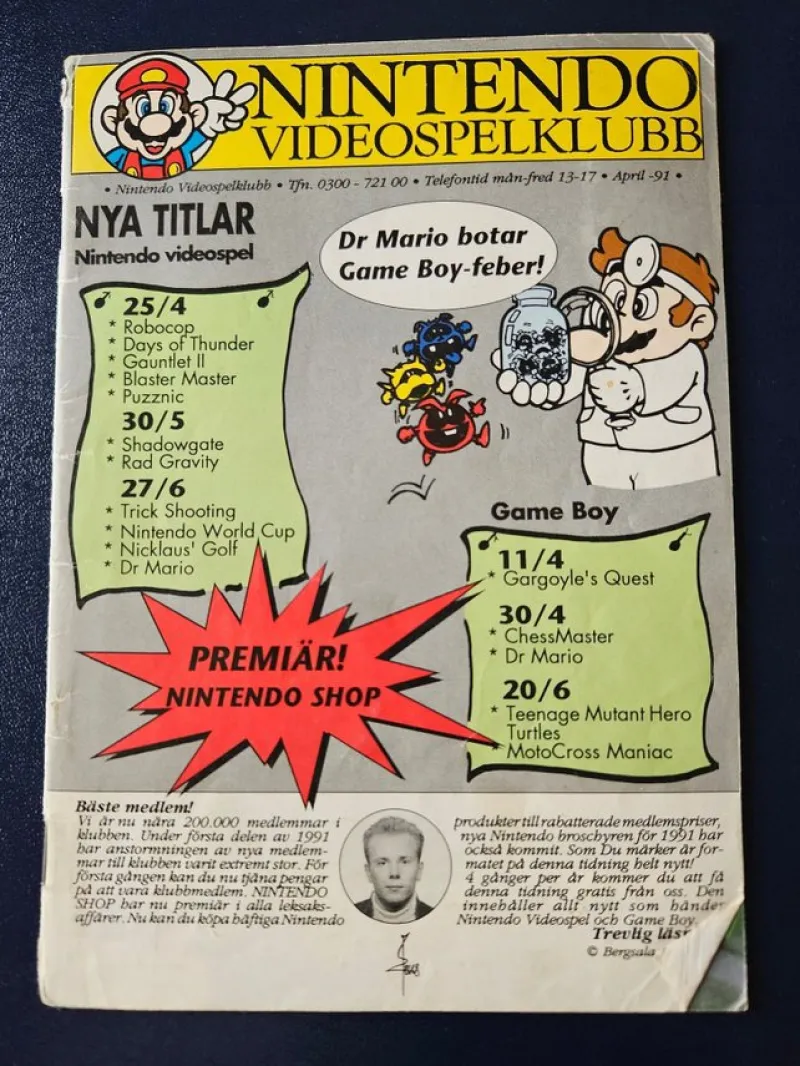 NINTENDO
VIDEOSPELKLUBB
• Nintendo Videospelklubb • Tfn. 0300 - 721 00 • Telefontid mån-fred 13-17 • April -91 •
NYA TITLAR
Nintendo videospel
Dr Mario botar
Game Boy-feber!
25/4
* Robocop
* Days of Thunder
* Gauntlet II
* Blaster Master
* Puzznic
30/5
* Shadowgate
* Rad Gravity
27/6
* Trick Shooting
* Nintendo World Cup
* Nicklaus' Golf
* Dr Mario
Game Boy
11/4
* Gargoyle's Quest
30/4
* ChessMaster
* Dr Mario
20/6
* Teenage Mutant Hero
Turtles
* MotoCross Maniac
PREMIÄR!
NINTENDO SHOP
Bäste medlem!
Vi är nu nära 200.000 medlemmar i
klubben. Under första delen av 1991
har anstormningen av nya medlem-
mar till klubben varit extremt stor. För
första gången kan du nu tjäna pengar
på att vara klubbmedlem. NINTENDO
SHOP har nu premiär i alla leksaks-
affärer. Nu kan du köpa häftiga Nintendo
produkter till rabatterade medlemspriser,
nya Nintendo broschyren för 1991 har
också kommit. Som Du märker är for-
matet på denna tidning helt nytt!
4 gånger per år kommer du att få
denna tidning gratis från oss. Den
innehåller allt nytt som händer
Nintendo Videospel och Game Boy.
Trevlig
© Bergsala